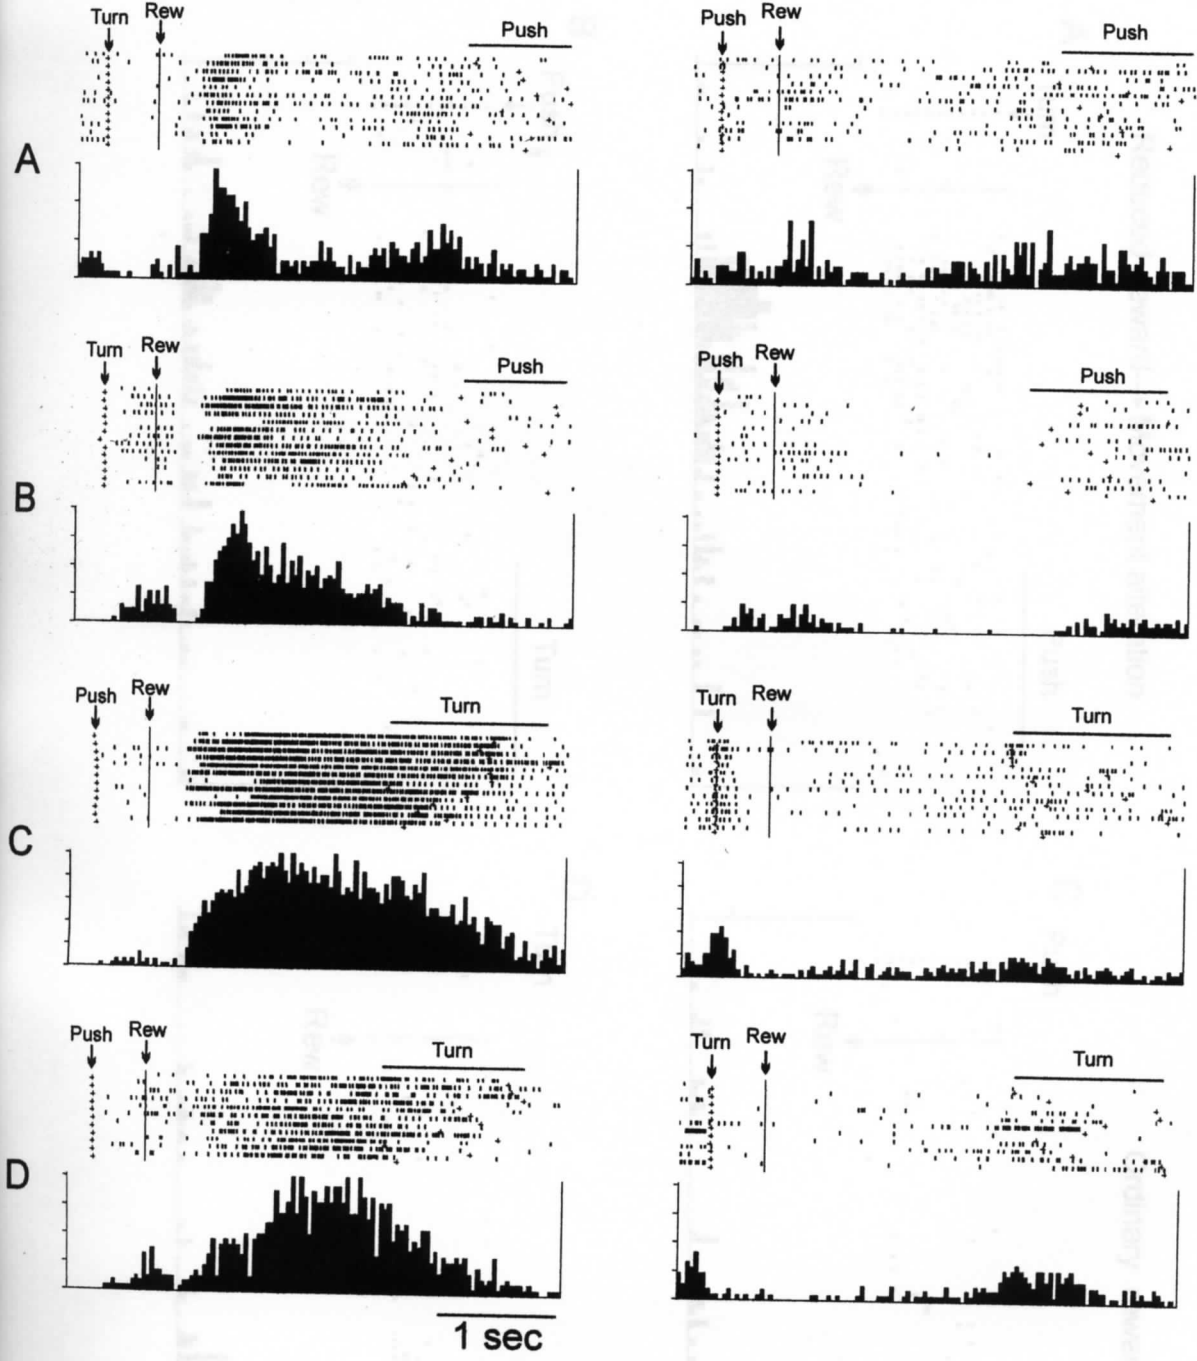 Turn Rew Push
Push Rew Push
A
Turn Rew Push
Push Rew Push
B
Push Rew Turn
Turn Rew Turn
C
Push Rew Turn
Turn Rew Turn
D
1 sec